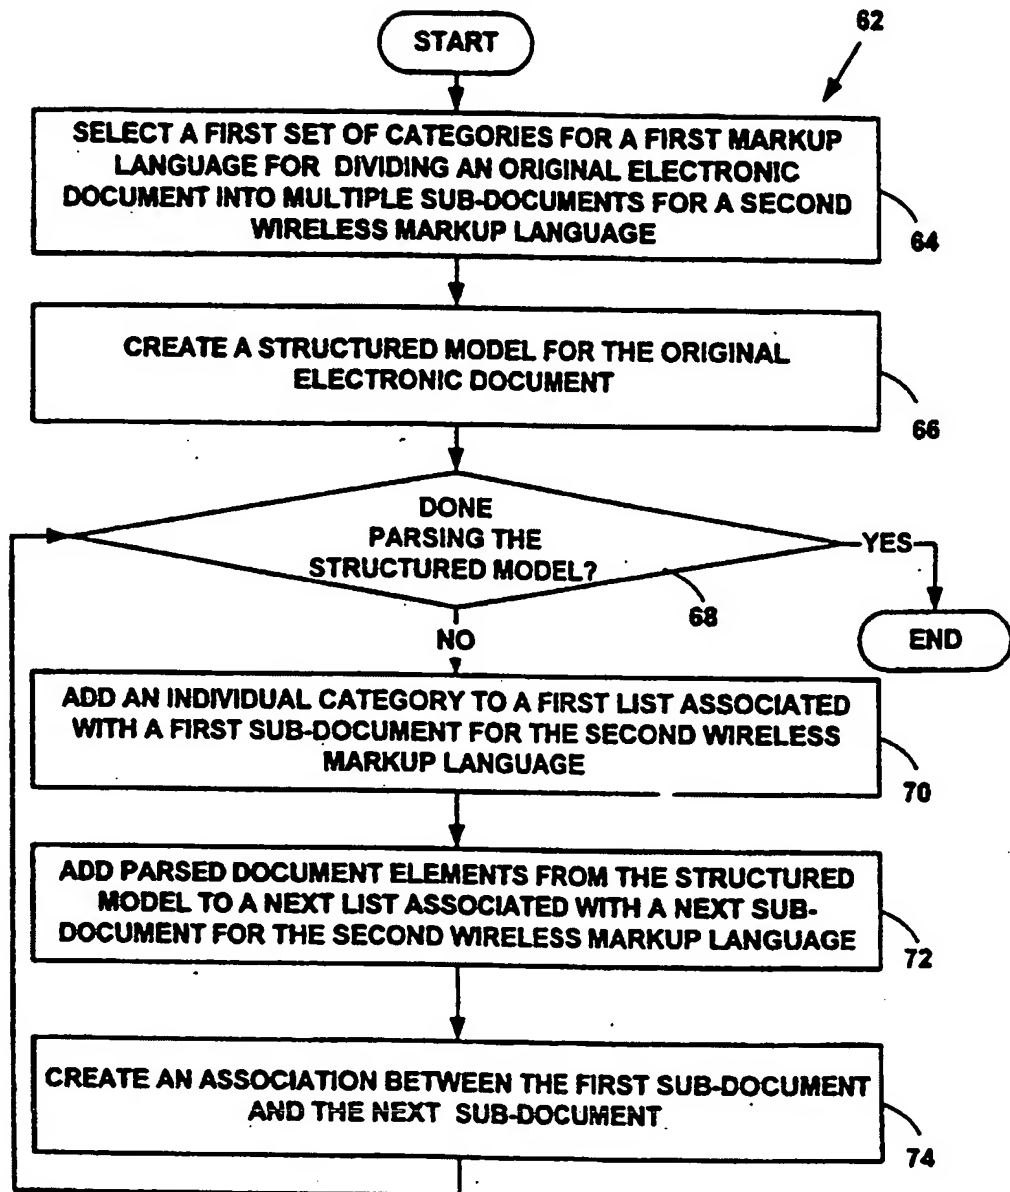 START
62
SELECT A FIRST SET OF CATEGORIES FOR A FIRST MARKUP
LANGUAGE FOR DIVIDING AN ORIGINAL ELECTRONIC
DOCUMENT INTO MULTIPLE SUB-DOCUMENTS FOR A SECOND
WIRELESS MARKUP LANGUAGE
64
CREATE A STRUCTURED MODEL FOR THE ORIGINAL
ELECTRONIC DOCUMENT
66
DONE
PARSING THE
STRUCTURED MODEL?
YES
68
NO
END
ADD AN INDIVIDUAL CATEGORY TO A FIRST LIST ASSOCIATED
WITH A FIRST SUB-DOCUMENT FOR THE SECOND WIRELESS
MARKUP LANGUAGE
70
ADD PARSED DOCUMENT ELEMENTS FROM THE STRUCTURED
MODEL TO A NEXT LIST ASSOCIATED WITH A NEXT SUB-
DOCUMENT FOR THE SECOND WIRELESS MARKUP LANGUAGE
72
CREATE AN ASSOCIATION BETWEEN THE FIRST SUB-DOCUMENT
AND THE NEXT SUB-DOCUMENT
74